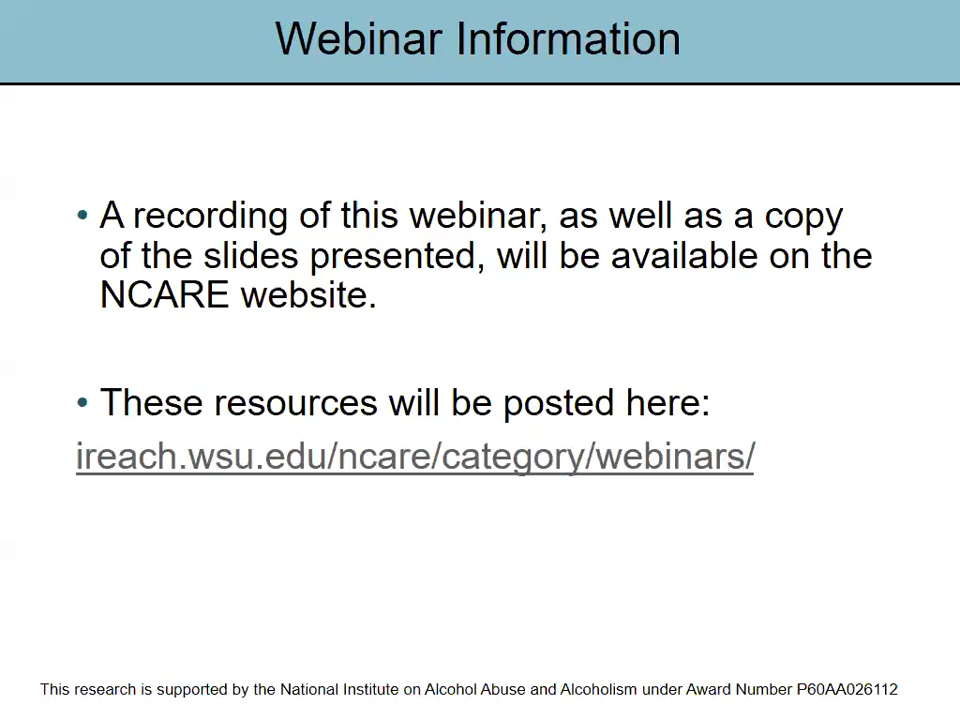 Webinar Information
• A recording of this webinar, as well as a copy
of the slides presented, will be available on the
NCARE website.
• These resources will be posted here:
ireach.wsu.edu/ncare/category/webinars/
This research is supported by the National Institute on Alcohol Abuse and Alcoholism under Award Number P60AA026112